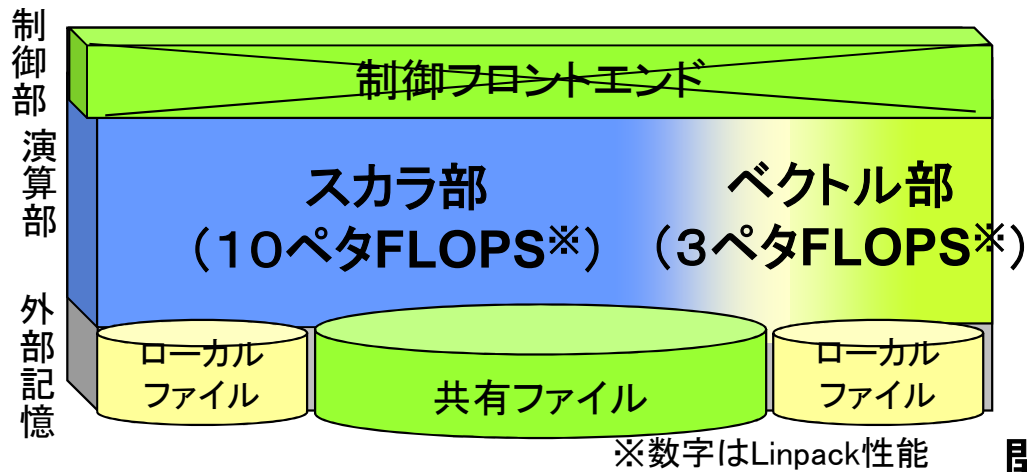 制御部
制御フロントエンド
演算部
スカラ部
（１０ペタFLOPS※）
ベクトル部
（３ペタFLOPS※）
外部記憶
ローカル
ファイル
共有ファイル
ローカル
ファイル
※数字はLinpack性能